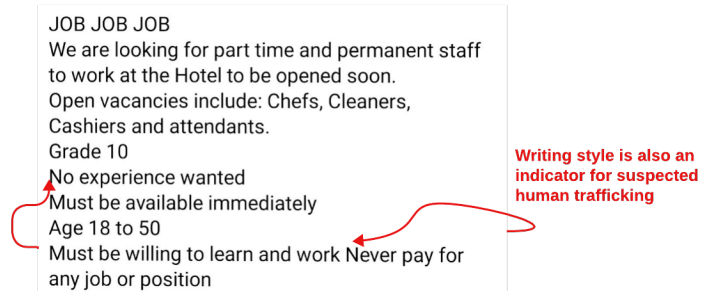 JOB JOB JOB
We are looking for part time and permanent staff
to work at the Hotel to be opened soon.
Open vacancies include: Chefs, Cleaners,
Cashiers and attendants.
Grade 10
No experience wanted
Must be available immediately
Age 18 to 50
Must be willing to learn and work Never pay for
any job or position
Writing style is also an
indicator for suspected
human trafficking